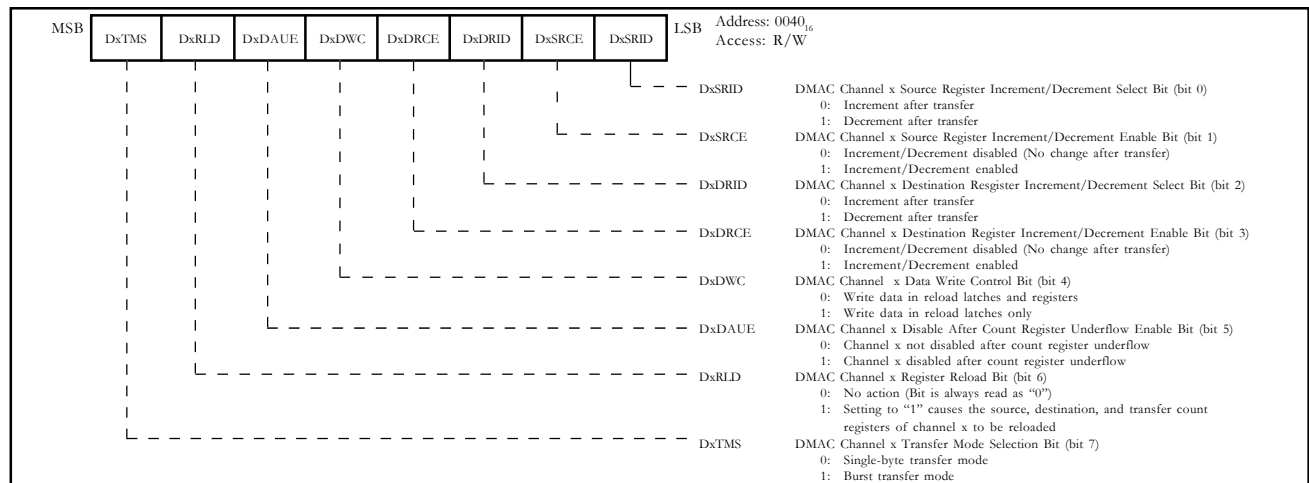 MSB DxTMS DxRLD DxDAUE DxDWC DxDRCE DxDRID DxSRCE DxSRID LSB Address: 0040₁₆
Access: R/W
DxSRID DMAC Channel x Source Register Increment/Decrement Select Bit (bit 0)
0: Increment after transfer
1: Decrement after transfer
DxSRCE DMAC Channel x Source Register Increment/Decrement Enable Bit (bit 1)
0: Increment/Decrement disabled (No change after transfer)
1: Increment/Decrement enabled
DxDRID DMAC Channel x Destination Resgister Increment/Decrement Select Bit (bit 2)
0: Increment after transfer
1: Decrement after transfer
DxDRCE DMAC Channel x Destination Register Increment/Decrement Enable Bit (bit 3)
0: Increment/Decrement disabled (No change after transfer)
1: Increment/Decrement enabled
DxDWC DMAC Channel x Data Write Control Bit (bit 4)
0: Write data in reload latches and registers
1: Write data in reload latches only
DxDAUE DMAC Channel x Disable After Count Register Underflow Enable Bit (bit 5)
0: Channel x not disabled after count register underflow
1: Channel x disabled after count register underflow
DxRLD DMAC Channel x Register Reload Bit (bit 6)
0: No action (Bit is always read as “0”)
1: Setting to “1” causes the source, destination, and transfer count
registers of channel x to be reloaded
DxTMS DMAC Channel x Transfer Mode Selection Bit (bit 7)
0: Single-byte transfer mode
1: Burst transfer mode